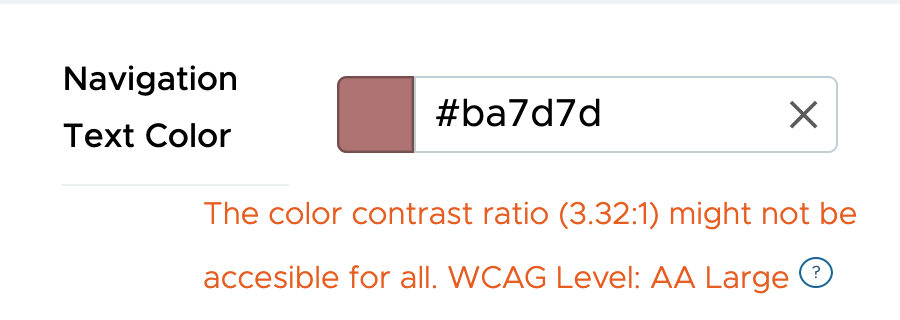 Navigation
Text Color
#ba7d7d
The color contrast ratio (3.32:1) might not be
accesible for all. WCAG Level: AA Large ?